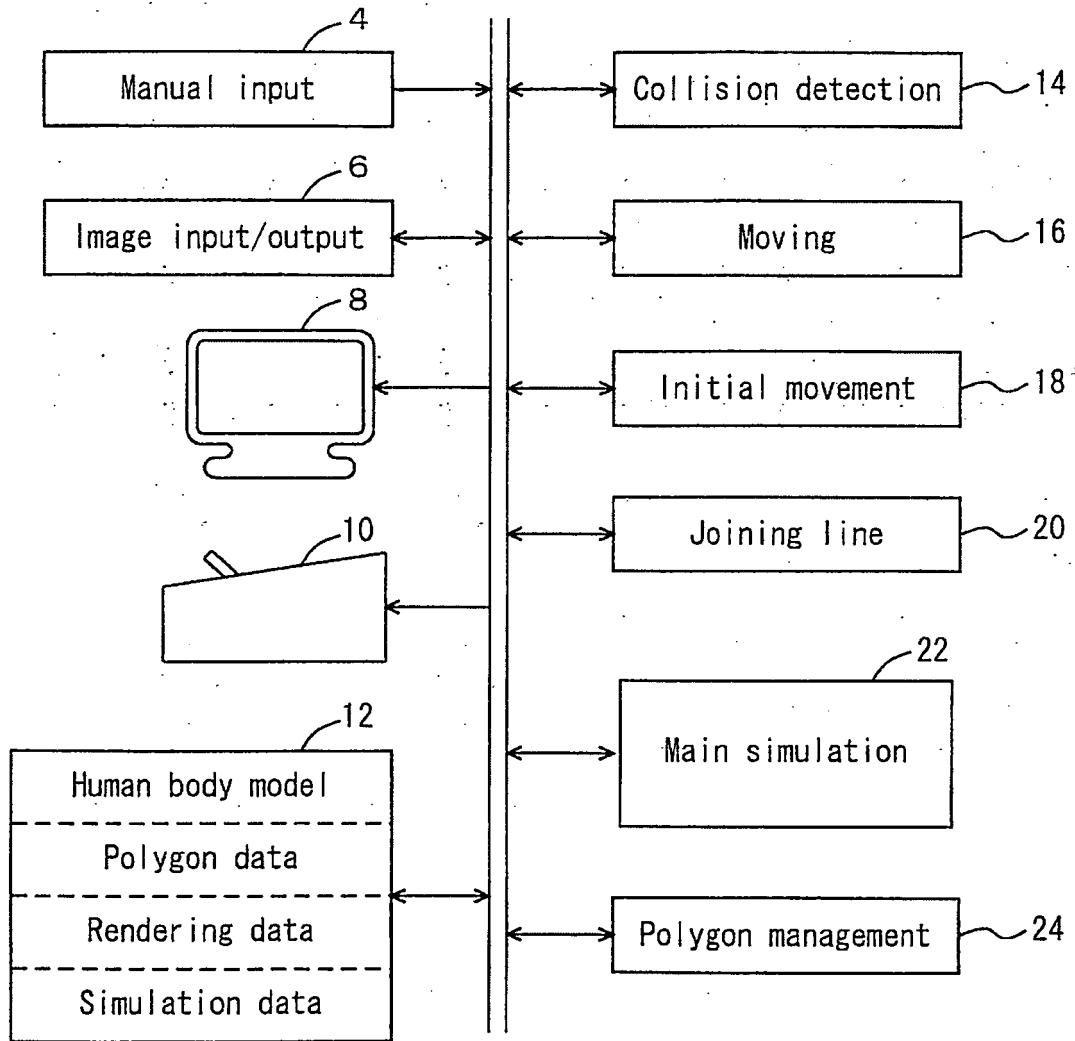 4
Manual input
6
Image input/output
8
10
12
Human body model
Polygon data
Rendering data
Simulation data
Collision detection 14
Moving 16
Initial movement 18
Joining line 20
22
Main simulation
Polygon management 24